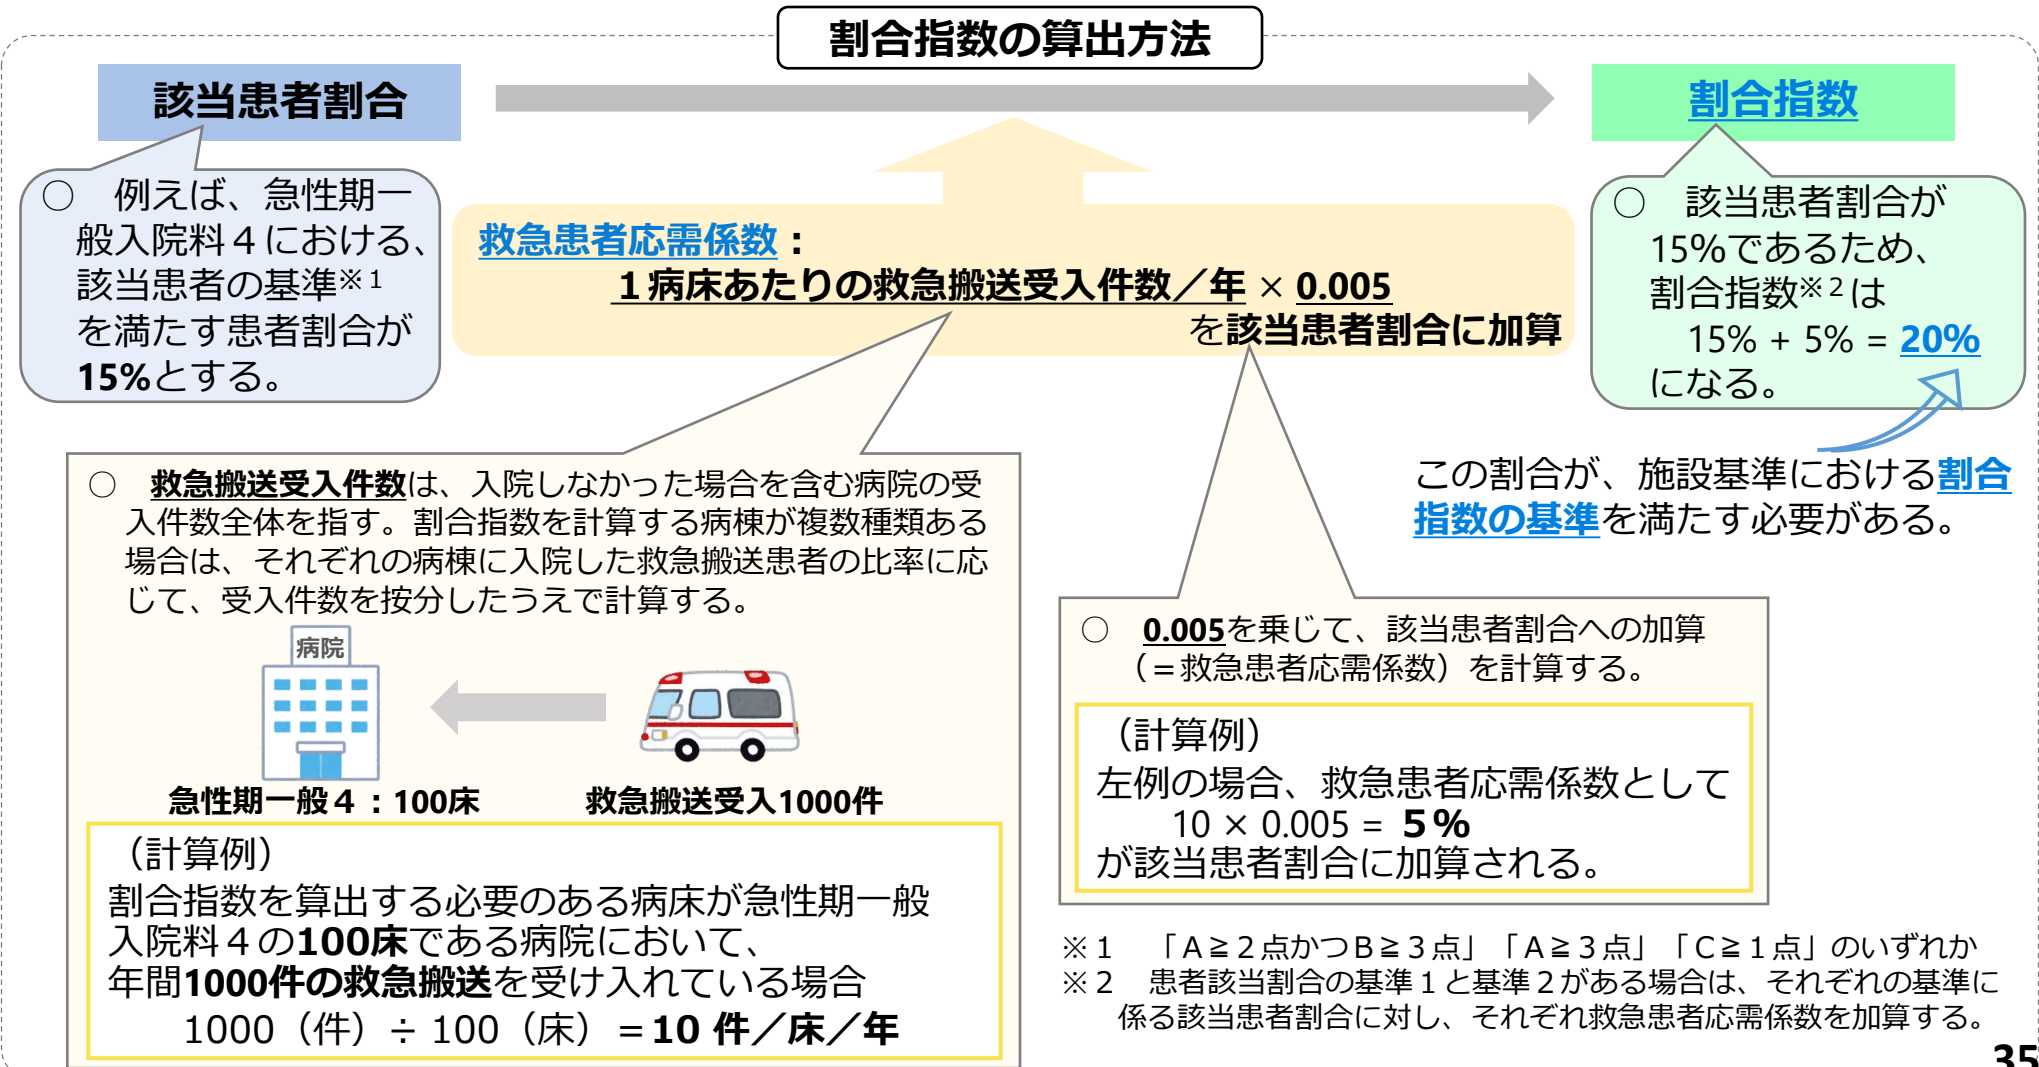 割合指数の算出方法
該当患者割合
割合指数
○　例えば、急性期一
般入院料４における、
該当患者の基準※1
を満たす患者割合が
15%とする。
救急患者応需係数：
１病床あたりの救急搬送受入件数／年 × 0.005
を該当患者割合に加算
○　該当患者割合が
15%であるため、
割合指数※2は
15% + 5% = 20%
になる。
この割合が、施設基準における割合
指数の基準を満たす必要がある。
○　救急搬送受入件数は、入院しなかった場合を含む病院の受
入件数全体を指す。割合指数を計算する病棟が複数種類ある
場合は、それぞれの病棟に入院した救急搬送患者の比率に応
じて、受入件数を按分したうえで計算する。
病院
急性期一般４：100床
救急搬送受入1000件
（計算例）
割合指数を算出する必要のある病床が急性期一般
入院料４の100床である病院において、
年間1000件の救急搬送を受け入れている場合
1000（件）÷ 100（床）＝10 件／床／年
○　0.005を乗じて、該当患者割合への加算
（＝救急患者応需係数）を計算する。
（計算例）
左例の場合、救急患者応需係数として
10 × 0.005 = ５%
が該当患者割合に加算される。
※１　「Ａ≧２点かつＢ≧３点」「Ａ≧３点」「Ｃ≧１点」のいずれか
※２　患者該当割合の基準１と基準２がある場合は、それぞれの基準に
係る該当患者割合に対し、それぞれ救急患者応需係数を加算する。
35